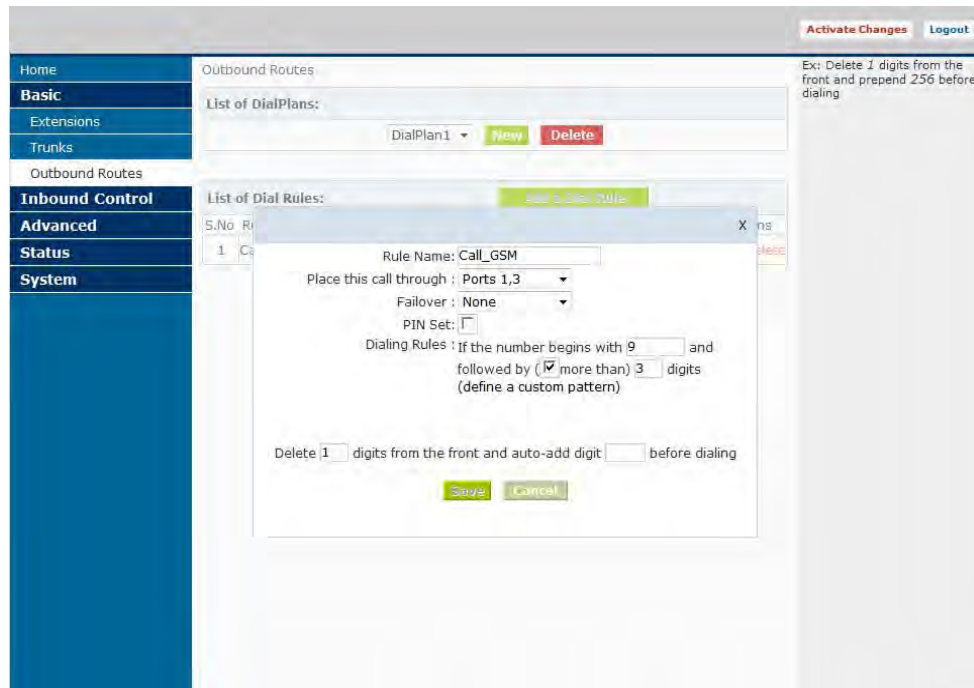 Activate Changes Logout
Home
Basic
Extensions
Trunks
Outbound Routes
Inbound Control
Advanced
Status
System
Outbound Routes
List of DialPlans:
DialPlan1 New Delete
List of Dial Rules:
S.No
1
X
Rule Name: Call_GSM
Place this call through : Ports 1,3
Failover : None
PIN Set:
Dialing Rules : If the number begins with 9 and
followed by ( more than) 3 digits
(define a custom pattern)
Delete 1 digits from the front and auto-add digit before dialing
Save Cancel
Ex: Delete 1 digits from the
front and prepend 256 before
dialing